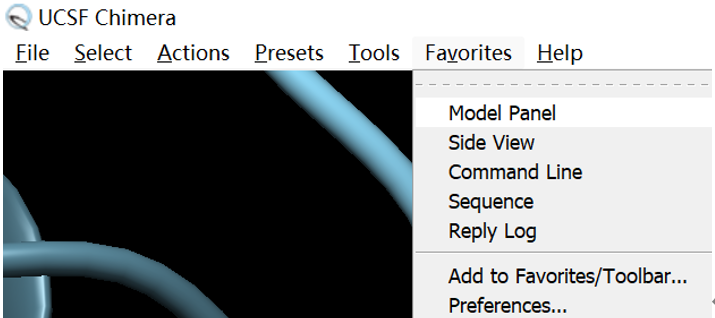 UCSF Chimera
File Select Actions Presets Tools Favorites Help
Model Panel
Side View
Command Line
Sequence
Reply Log
Add to Favorites/Toolbar...
Preferences...